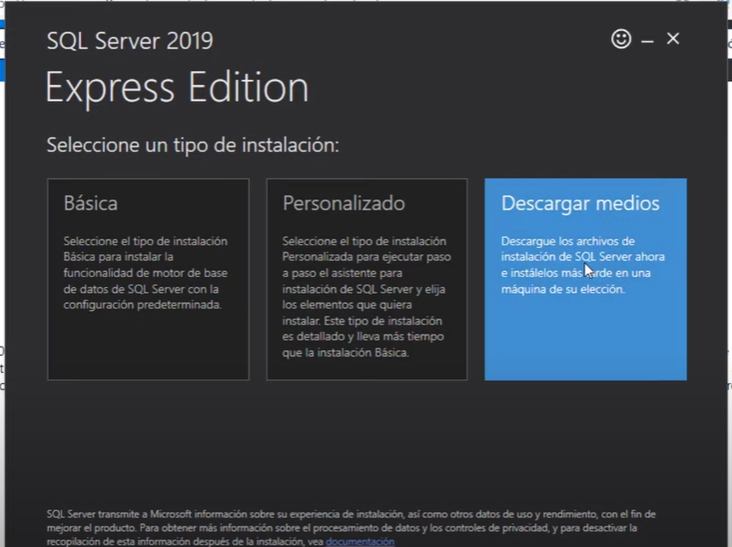 SQL Server 2019
Express Edition
Seleccione un tipo de instalación:
Básica
Seleccione el tipo de instalación
Básica para instalar la
funcionalidad de motor de base
de datos de SQL Server con la
configuración predeterminada.
Personalizado
Seleccione el tipo de instalación
Personalizada para ejecutar paso
a paso el asistente para
instalación de SQL Server y elija
los elementos que quiera
instalar. Este tipo de instalación
es detallado y lleva más tiempo
que la instalación Básica.
Descargar medios
Descargue los archivos de
instalación de SQL Server ahora
e instálelos más tarde en una
máquina de su elección.
SQL Server transmite a Microsoft información sobre su experiencia de instalación, así como otros datos de uso y rendimiento, con el fin de
mejorar el producto. Para obtener más información sobre el procesamiento de datos y los controles de privacidad, y para desactivar la
recopilación de esta información después de la instalación, vea documentación